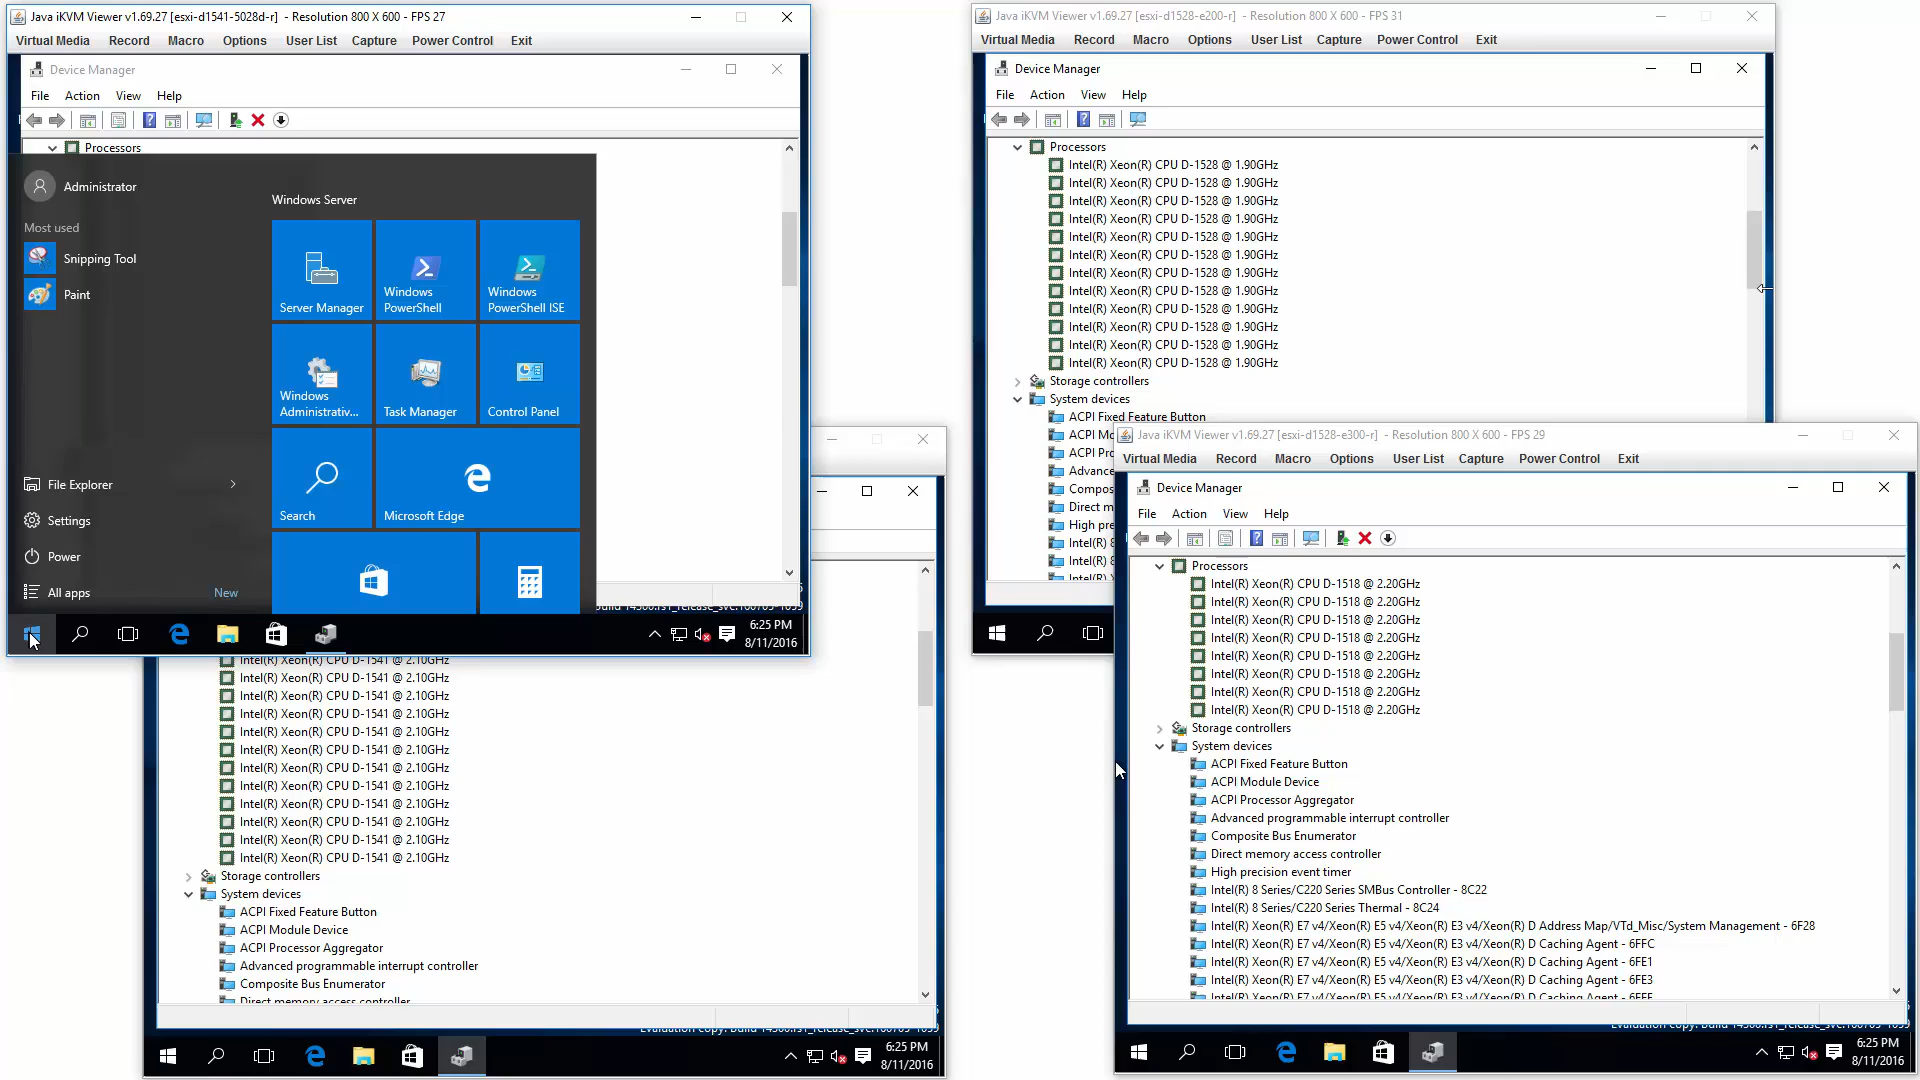 Java iKVM Viewer v1.69.27 [esxi-d1541-5028d-r] - Resolution 800 X 600 - FPS 27
Virtual Media Record Macro Options User List Capture Power Control Exit
Device Manager
File Action View Help
Processors
Administrator
Most used
Snipping Tool
Paint
File Explorer
Settings
Power
All apps New
Windows Server
Server Manager
Windows PowerShell
Windows PowerShell ISE
Windows Administrativ...
Task Manager
Control Panel
Search
Microsoft Edge
6:25 PM
8/11/2016
Intel(R) Xeon(R) CPU D-1541 @ 2.10GHz
Intel(R) Xeon(R) CPU D-1541 @ 2.10GHz
Intel(R) Xeon(R) CPU D-1541 @ 2.10GHz
Intel(R) Xeon(R) CPU D-1541 @ 2.10GHz
Intel(R) Xeon(R) CPU D-1541 @ 2.10GHz
Intel(R) Xeon(R) CPU D-1541 @ 2.10GHz
Intel(R) Xeon(R) CPU D-1541 @ 2.10GHz
Intel(R) Xeon(R) CPU D-1541 @ 2.10GHz
Intel(R) Xeon(R) CPU D-1541 @ 2.10GHz
Intel(R) Xeon(R) CPU D-1541 @ 2.10GHz
Intel(R) Xeon(R) CPU D-1541 @ 2.10GHz
Intel(R) Xeon(R) CPU D-1541 @ 2.10GHz
Storage controllers
System devices
ACPI Fixed Feature Button
ACPI Module Device
ACPI Processor Aggregator
Advanced programmable interrupt controller
Composite Bus Enumerator
Direct memory access controller
6:25 PM
8/11/2016
Java iKVM Viewer v1.69.27 [esxi-d1528-e200-r] - Resolution 800 X 600 - FPS 31
Virtual Media Record Macro Options User List Capture Power Control Exit
Device Manager
File Action View Help
Processors
Intel(R) Xeon(R) CPU D-1528 @ 1.90GHz
Intel(R) Xeon(R) CPU D-1528 @ 1.90GHz
Intel(R) Xeon(R) CPU D-1528 @ 1.90GHz
Intel(R) Xeon(R) CPU D-1528 @ 1.90GHz
Intel(R) Xeon(R) CPU D-1528 @ 1.90GHz
Intel(R) Xeon(R) CPU D-1528 @ 1.90GHz
Intel(R) Xeon(R) CPU D-1528 @ 1.90GHz
Intel(R) Xeon(R) CPU D-1528 @ 1.90GHz
Intel(R) Xeon(R) CPU D-1528 @ 1.90GHz
Intel(R) Xeon(R) CPU D-1528 @ 1.90GHz
Intel(R) Xeon(R) CPU D-1528 @ 1.90GHz
Intel(R) Xeon(R) CPU D-1528 @ 1.90GHz
Storage controllers
System devices
ACPI Fixed Feature Button
ACPI
ACPI
Direct
High
Intel(R)
Intel(R)
Java iKVM Viewer v1.69.27 [esxi-d1528-e300-r] - Resolution 800 X 600 - FPS 29
Virtual Media Record Macro Options User List Capture Power Control Exit
Device Manager
File Action View Help
Processors
Intel(R) Xeon(R) CPU D-1518 @ 2.20GHz
Intel(R) Xeon(R) CPU D-1518 @ 2.20GHz
Intel(R) Xeon(R) CPU D-1518 @ 2.20GHz
Intel(R) Xeon(R) CPU D-1518 @ 2.20GHz
Intel(R) Xeon(R) CPU D-1518 @ 2.20GHz
Intel(R) Xeon(R) CPU D-1518 @ 2.20GHz
Intel(R) Xeon(R) CPU D-1518 @ 2.20GHz
Intel(R) Xeon(R) CPU D-1518 @ 2.20GHz
Storage controllers
System devices
ACPI Fixed Feature Button
ACPI Module Device
ACPI Processor Aggregator
Advanced programmable interrupt controller
Composite Bus Enumerator
Direct memory access controller
High precision event timer
Intel(R) 8 Series/C220 Series SMBus Controller - 8C22
Intel(R) 8 Series/C220 Series Thermal - 8C24
Intel(R) Xeon(R) E7 v4/Xeon(R) E5 v4/Xeon(R) E3 v4/Xeon(R) D Address Map/VTd_Misc/System Management - 6F28
Intel(R) Xeon(R) E7 v4/Xeon(R) E5 v4/Xeon(R) E3 v4/Xeon(R) D Caching Agent - 6FFC
Intel(R) Xeon(R) E7 v4/Xeon(R) E5 v4/Xeon(R) E3 v4/Xeon(R) D Caching Agent - 6FE1
Intel(R) Xeon(R) E7 v4/Xeon(R) E5 v4/Xeon(R) E3 v4/Xeon(R) D Caching Agent - 6FE3
6:25 PM
8/11/2016